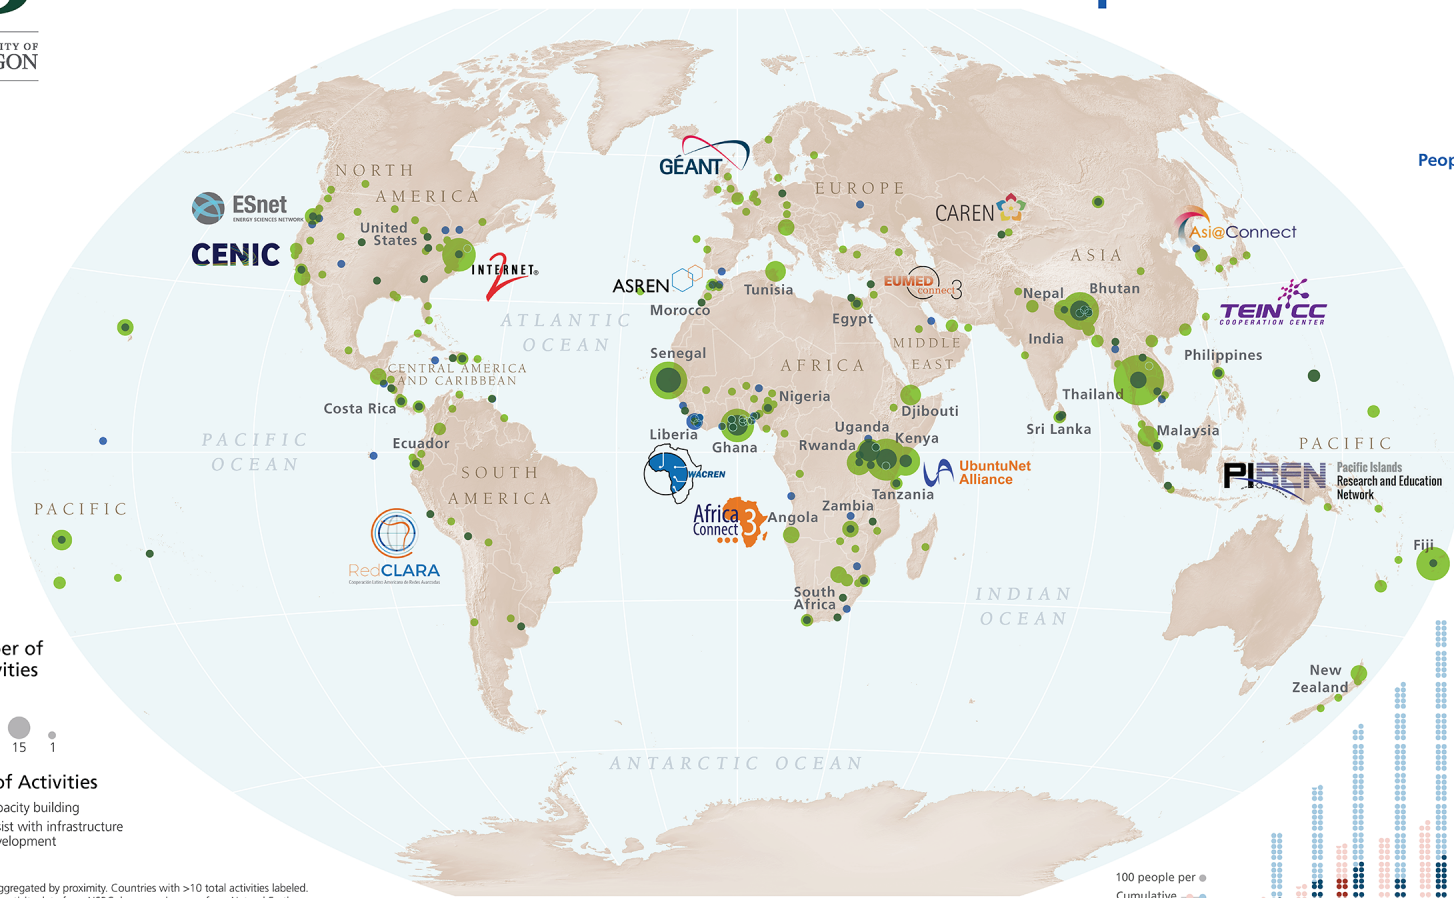 ITY OF
GON
Peop
GÉANT
NORTH
AMERICA
EUROPE
ESnet
ENERGY SCIENCES NETWORK
CAREN
United
States
Asi@Connect
CENIC
ASIA
INTERNET2®
ASREN
EUMED
connect3
Tunisia
Nepal
Bhutan
Morocco
Egypt
TEIN*CC
COOPERATION CENTER
ATLANTIC
OCEAN
India
MIDDLE
EAST
Senegal
AFRICA
Philippines
CENTRAL AMERICA
AND CARIBBEAN
Thailand
Nigeria
Costa Rica
Djibouti
Liberia
Ghana
Uganda
Sri Lanka
Malaysia
PACIFIC
OCEAN
Ecuador
Rwanda
Kenya
PACIFIC
SOUTH
AMERICA
WACREN
UbuntuNet
Alliance
PIREN
Pacific Islands
Research and Education
Network
Tanzania
PACIFIC
Africa
Connect 3
Angola
Zambia
Fiji
RedCLARA
South
Africa
INDIAN
OCEAN
er of
vities
New
Zealand
15
1
ANTARCTIC OCEAN
of Activities
pacity building
sist with infrastructure
velopment
100 people per
Cumulative
ggregated by proximity. Countries with >10 total activities labeled.